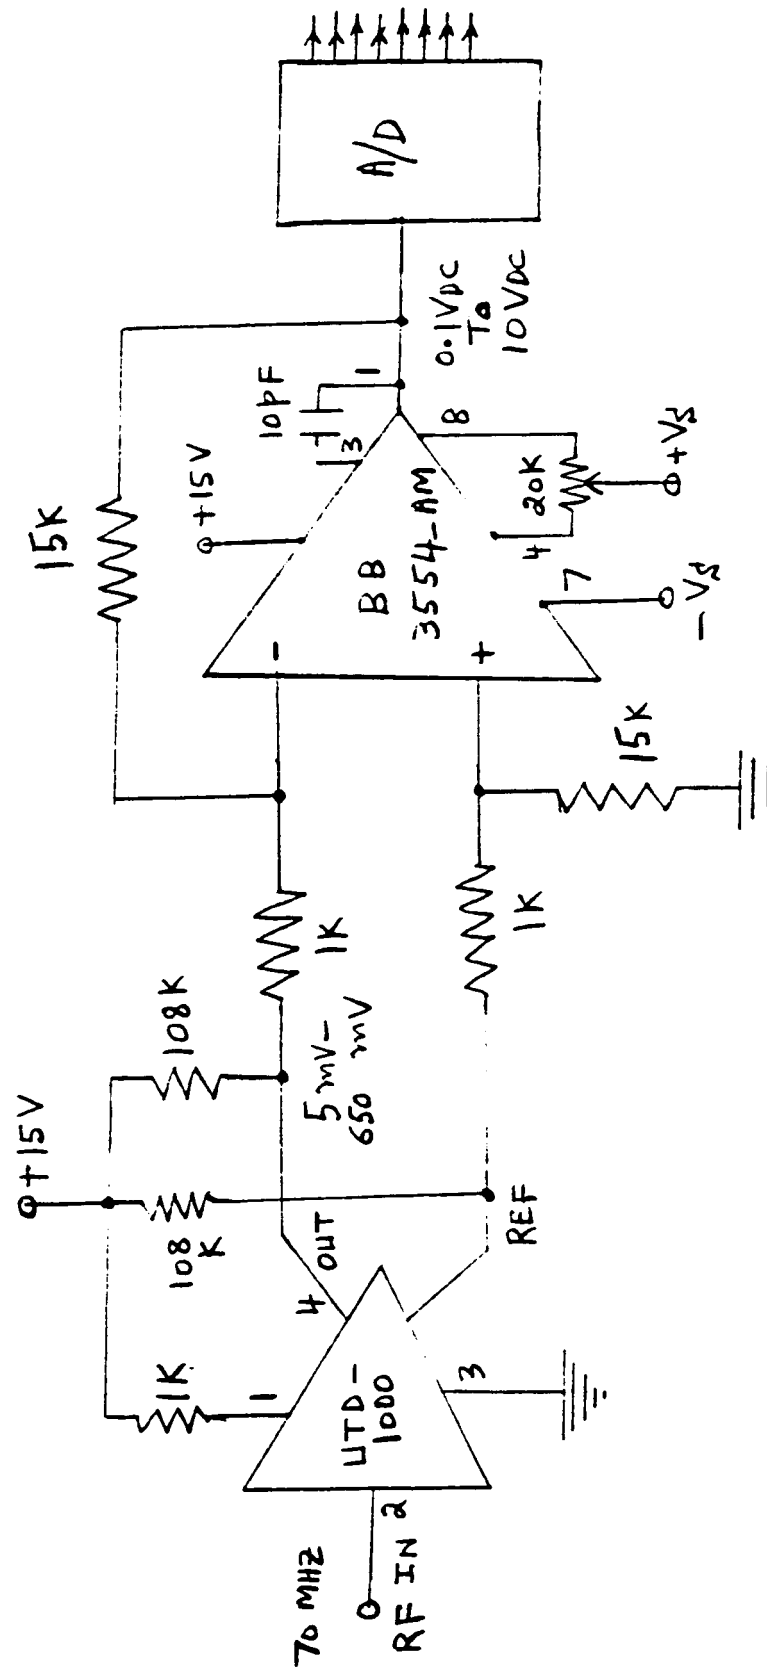 70 MHZ
RF IN
2
UTD-
1000
1
1K
3
4
OUT
REF
+15V
108
K
108K
5 mV-
650 mV
1K
1K
15K
15K
-
+
BB
3554-AM
+15V
3
10PF
1
8
20K
4
+Vs
7
-Vs
0.1VDC
To
10VDC
A/D